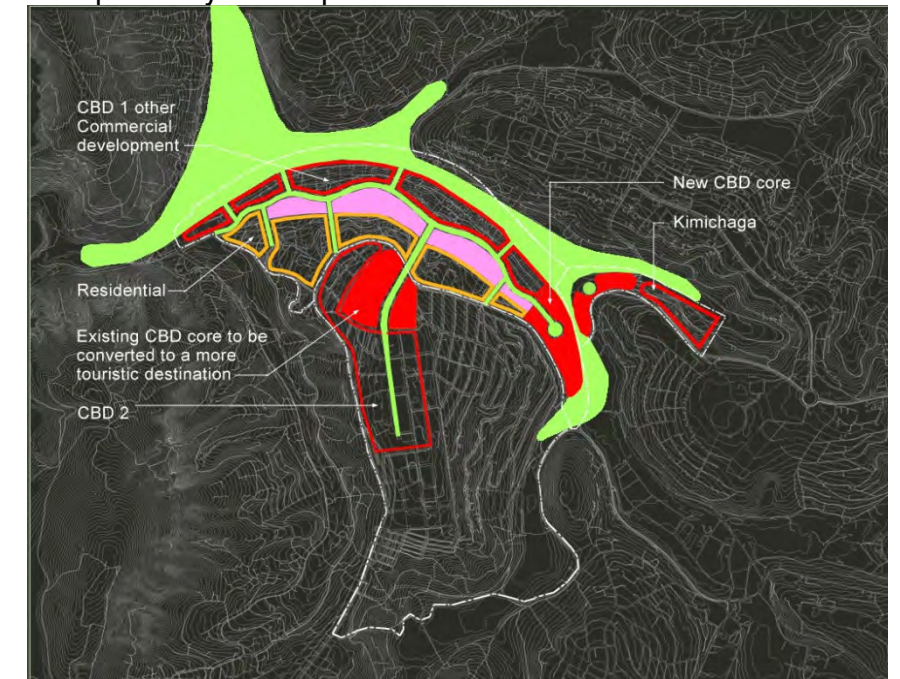 CBD 1 other
Commercial
development
New CBD core
Kimichaga
Residential
Existing CBD core to be
converted to a more
touristic destination
CBD 2